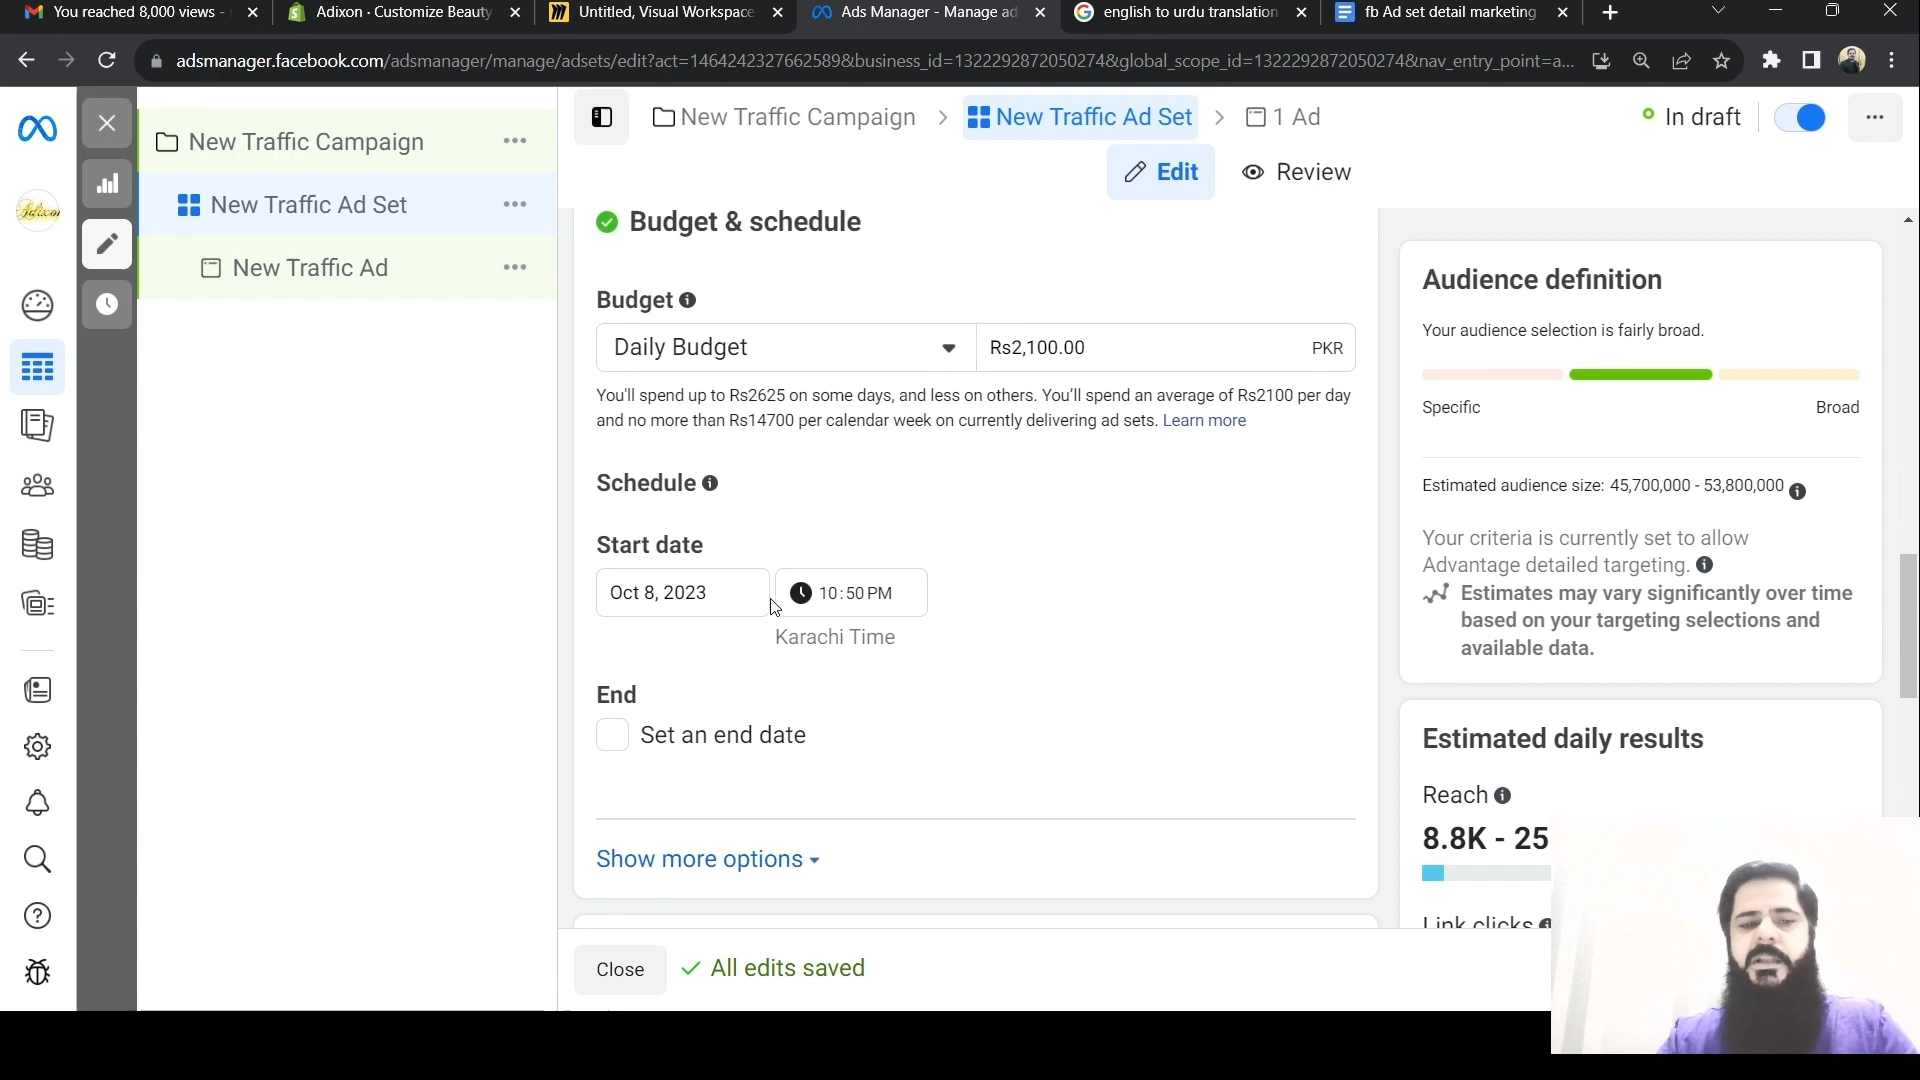 You reached 8,000 views -
Adixon · Customize Beauty
Untitled, Visual Workspace
Ads Manager - Manage ad
english to urdu translation
fb Ad set detail marketing
adsmanager.facebook.com/adsmanager/manage/adsets/edit?act=1464242327662589&business_id=1322292872050274&global_scope_id=1322292872050274&nav_entry_point=a...
New Traffic Campaign
New Traffic Ad Set
New Traffic Ad
New Traffic Campaign > New Traffic Ad Set > 1 Ad
In draft
Edit
Review
Budget & schedule
Budget
Daily Budget
Rs2,100.00 PKR
You'll spend up to Rs2625 on some days, and less on others. You'll spend an average of Rs2100 per day
and no more than Rs14700 per calendar week on currently delivering ad sets. Learn more
Schedule
Start date
Oct 8, 2023
10:50 PM
Karachi Time
End
Set an end date
Show more options
Close
All edits saved
Audience definition
Your audience selection is fairly broad.
Specific
Broad
Estimated audience size: 45,700,000 - 53,800,000
Your criteria is currently set to allow
Advantage detailed targeting.
Estimates may vary significantly over time
based on your targeting selections and
available data.
Estimated daily results
Reach
8.8K - 25
Link clicks